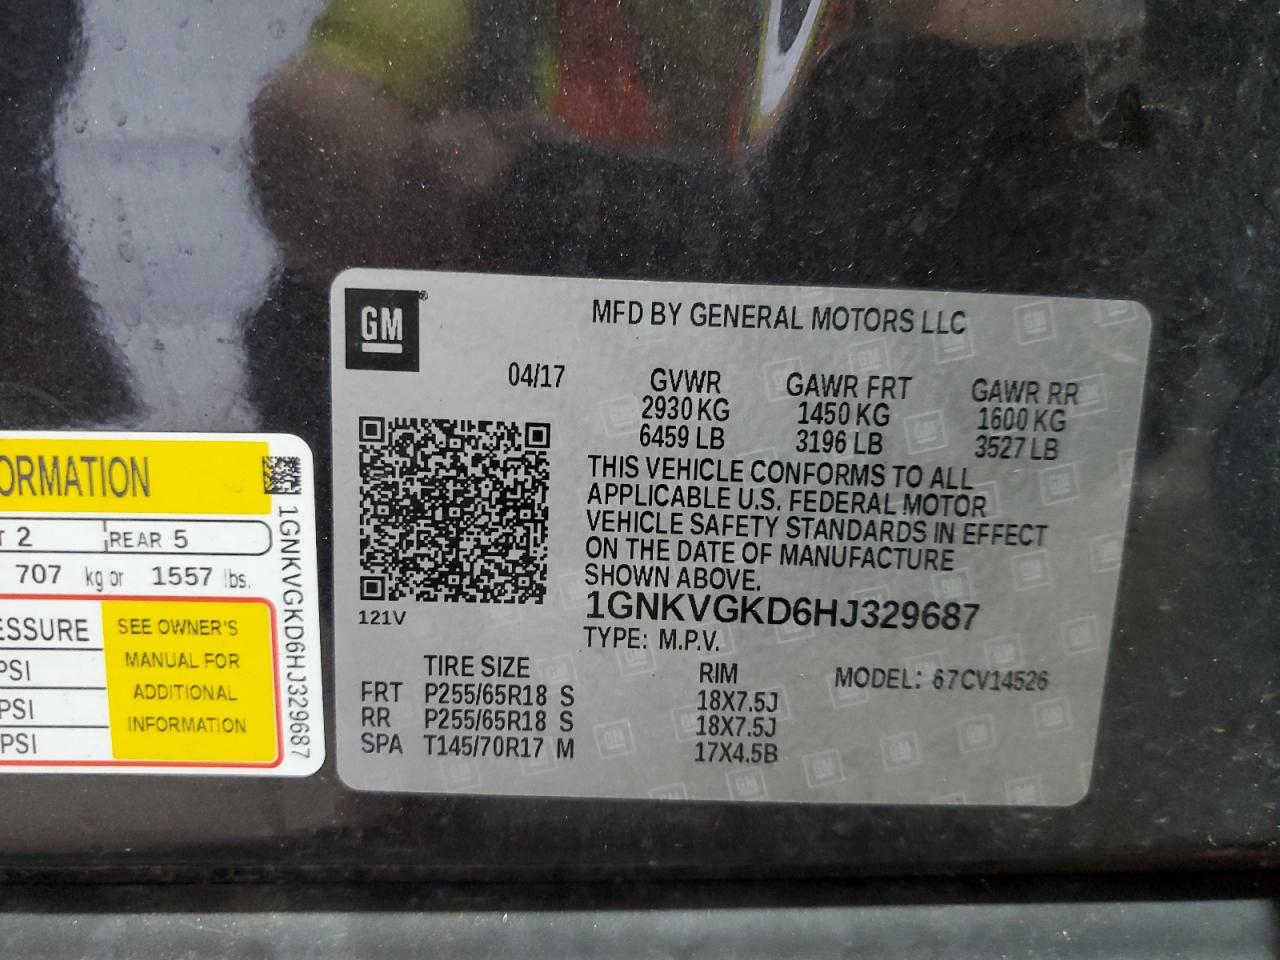 ORMATION
2 REAR 5
707 kg or 1557 lbs.
ESSURE
PSI
PSI
PSI
SEE OWNER'S
MANUAL FOR
ADDITIONAL
INFORMATION
1GNKVGKD6HJ329687
GM®
MFD BY GENERAL MOTORS LLC
04/17
GVWR GAWR FRT GAWR RR
2930 KG 1450 KG 1600 KG
6459 LB 3196 LB 3527 LB
THIS VEHICLE CONFORMS TO ALL
APPLICABLE U.S. FEDERAL MOTOR
VEHICLE SAFETY STANDARDS IN EFFECT
ON THE DATE OF MANUFACTURE
SHOWN ABOVE.
1GNKVGKD6HJ329687
121V
TYPE: M.P.V.
TIRE SIZE RIM MODEL: 67CV14526
FRT P255/65R18 S 18X7.5J
RR P255/65R18 S 18X7.5J
SPA T145/70R17 M 17X4.5B